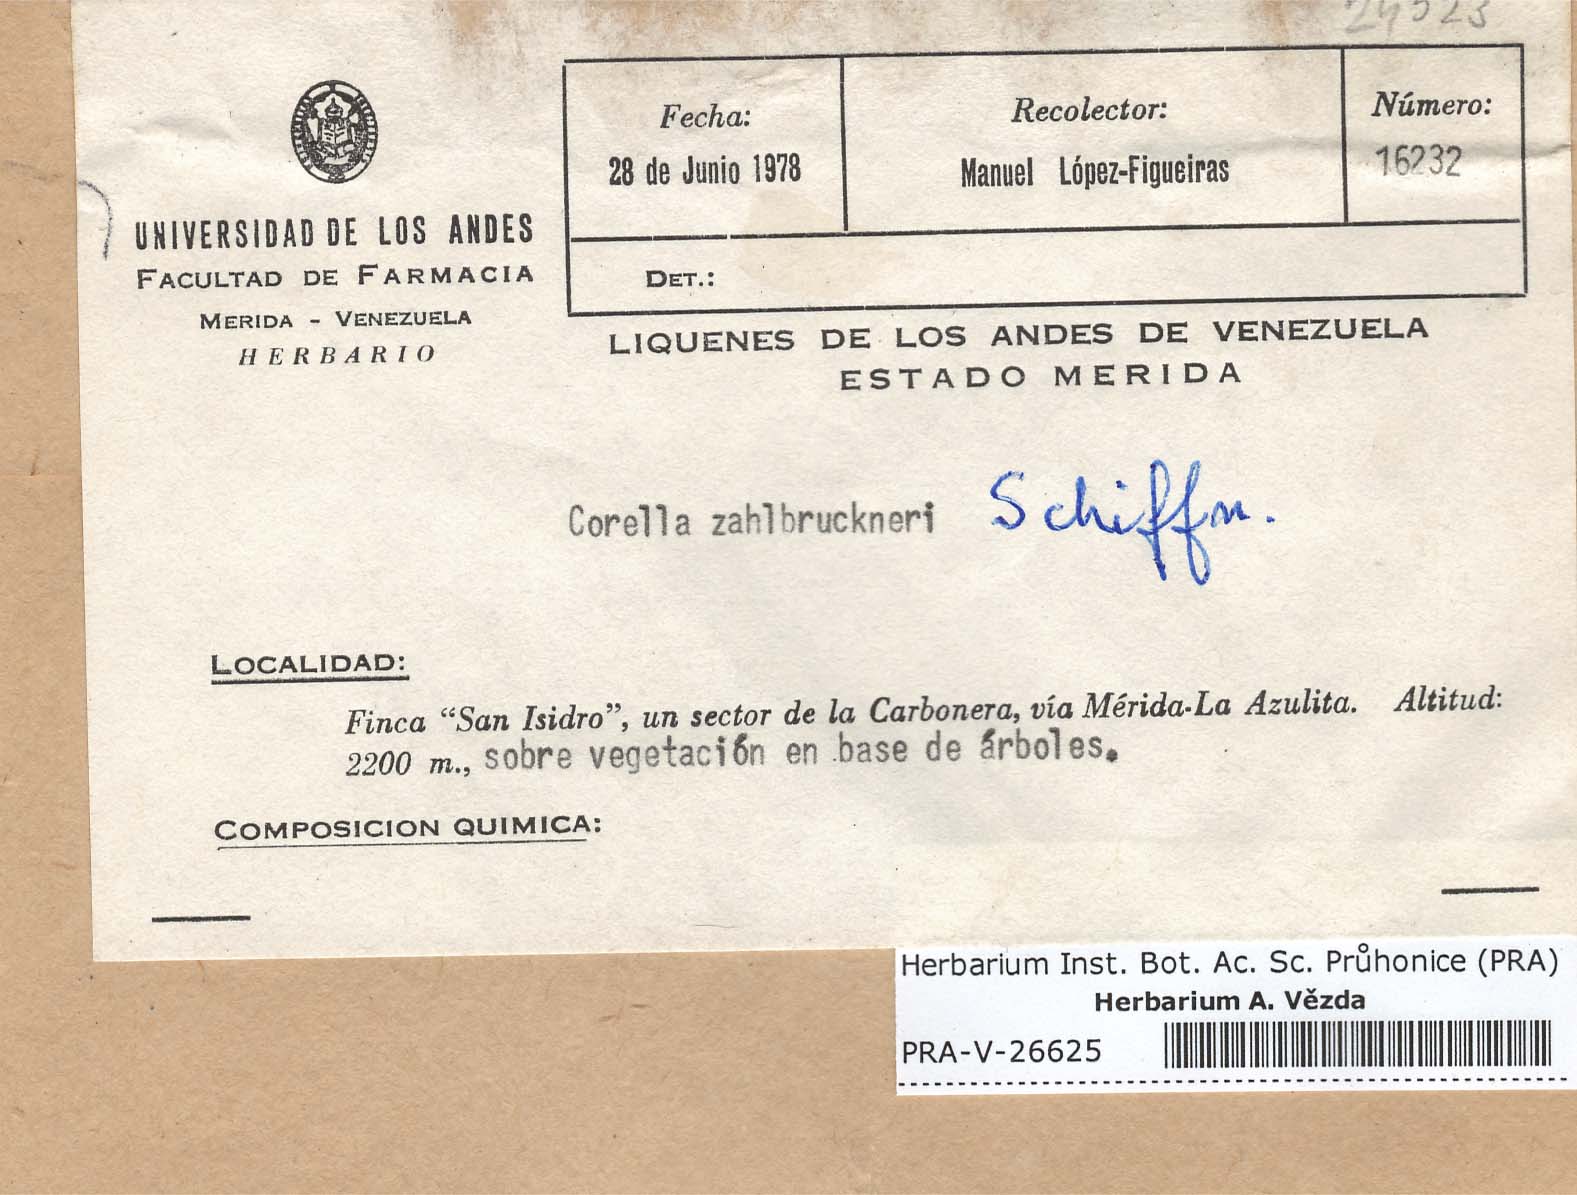 UNIVERSIDAD DE LOS ANDES
FACULTAD DE FARMACIA
MERIDA - VENEZUELA
HERBARIO
Fecha:
28 de Junio 1978
Recolector:
Manuel López-Figueiras
Número:
16232
DET.:
LIQUENES DE LOS ANDES DE VENEZUELA
ESTADO MERIDA
Corella zahlbruckneri Schiffn.
LOCALIDAD:
Finca “San Isidro”, un sector de la Carbonera, vía Mérida-La Azulita. Altitud:
2200 m., sobre vegetación en base de árboles.
COMPOSICION QUIMICA:
Herbarium Inst. Bot. Ac. Sc. Průhonice (PRA)
Herbarium A. Vězda
PRA-V-26625